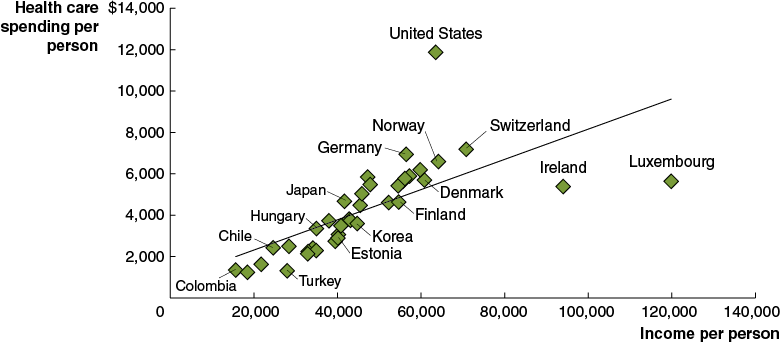 Health care
spending per
person
$14,000
12,000
10,000
8,000
6,000
4,000
2,000
0
20,000
40,000
60,000
80,000
100,000
120,000
140,000
Income per person
United States
Norway
Switzerland
Germany
Ireland
Luxembourg
Japan
Denmark
Hungary
Finland
Chile
Korea
Estonia
Colombia
Turkey